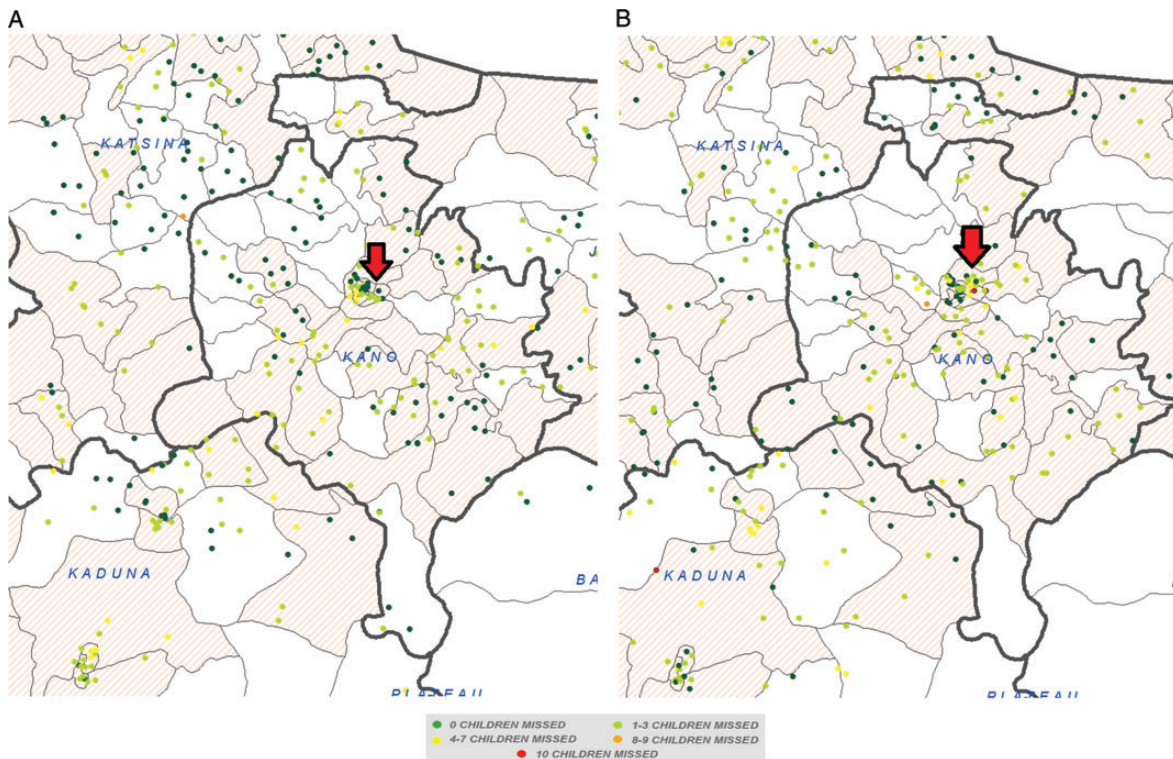 A
B
KATSINA
KATSINA
J
KANO
KANO
KADUNA
KADUNA
BA
PLATEAU
PLATEAU
0 CHILDREN MISSED
1-3 CHILDREN MISSED
4-7 CHILDREN MISSED
8-9 CHILDREN MISSED
10 CHILDREN MISSED